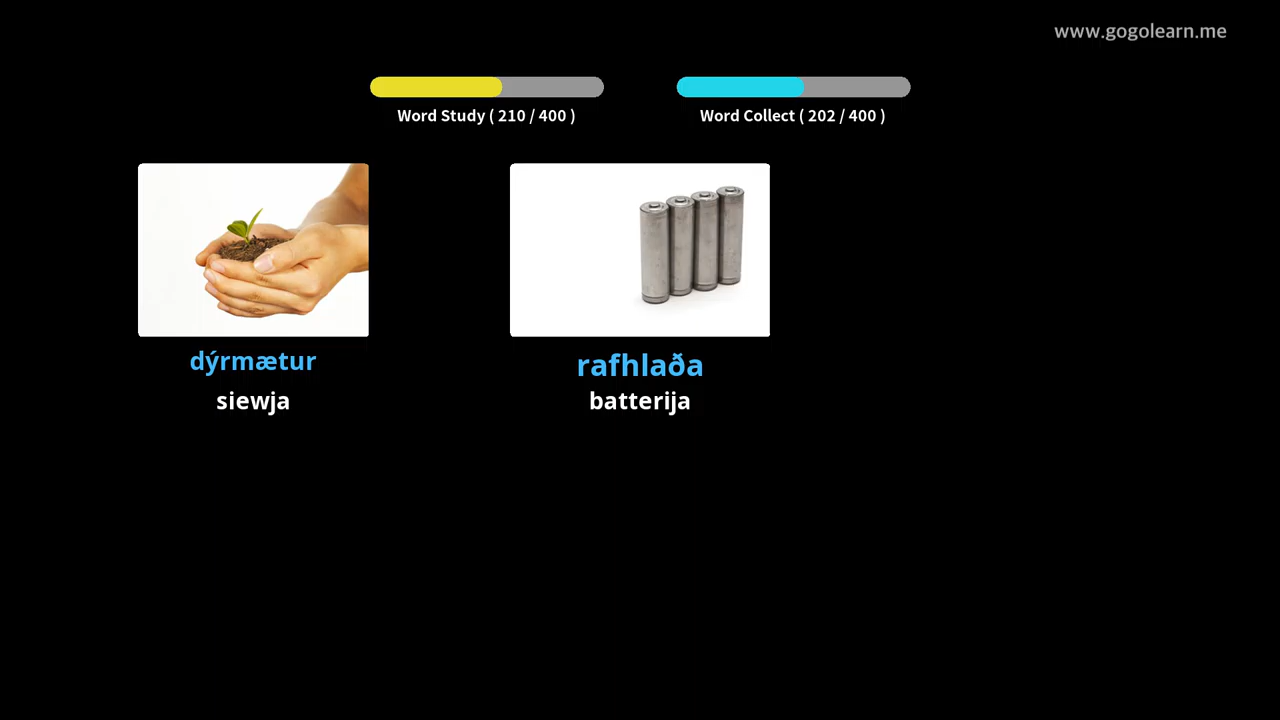 www.gogolearn.me
Word Study ( 210 / 400 )
Word Collect ( 202 / 400 )
dýrmætur
siewja
rafhlaða
batterija